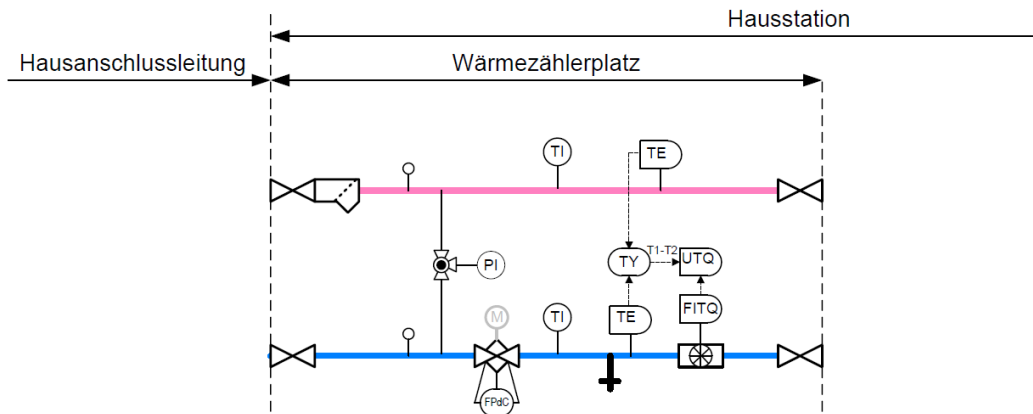 Hausstation
Hausanschlussleitung
Wärmezählerplatz
TI
TE
T1-T2
PI
TY
UTQ
M
TI
TE
FITQ
FPdC